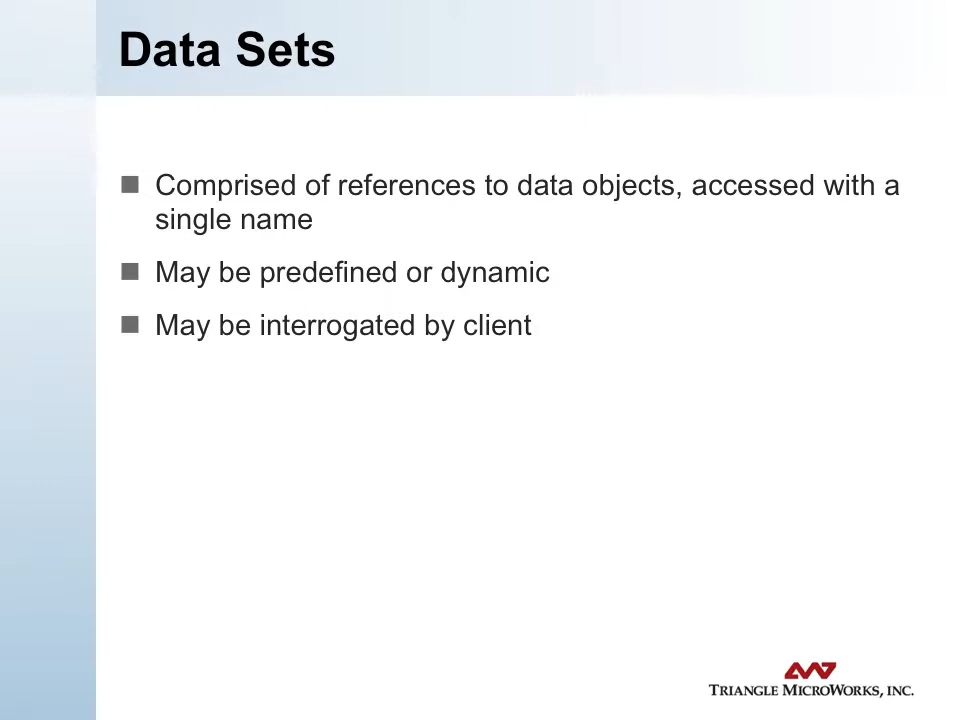 Data Sets
Comprised of references to data objects, accessed with a
single name
May be predefined or dynamic
May be interrogated by client
TRIANGLE MICROWORKS, INC.